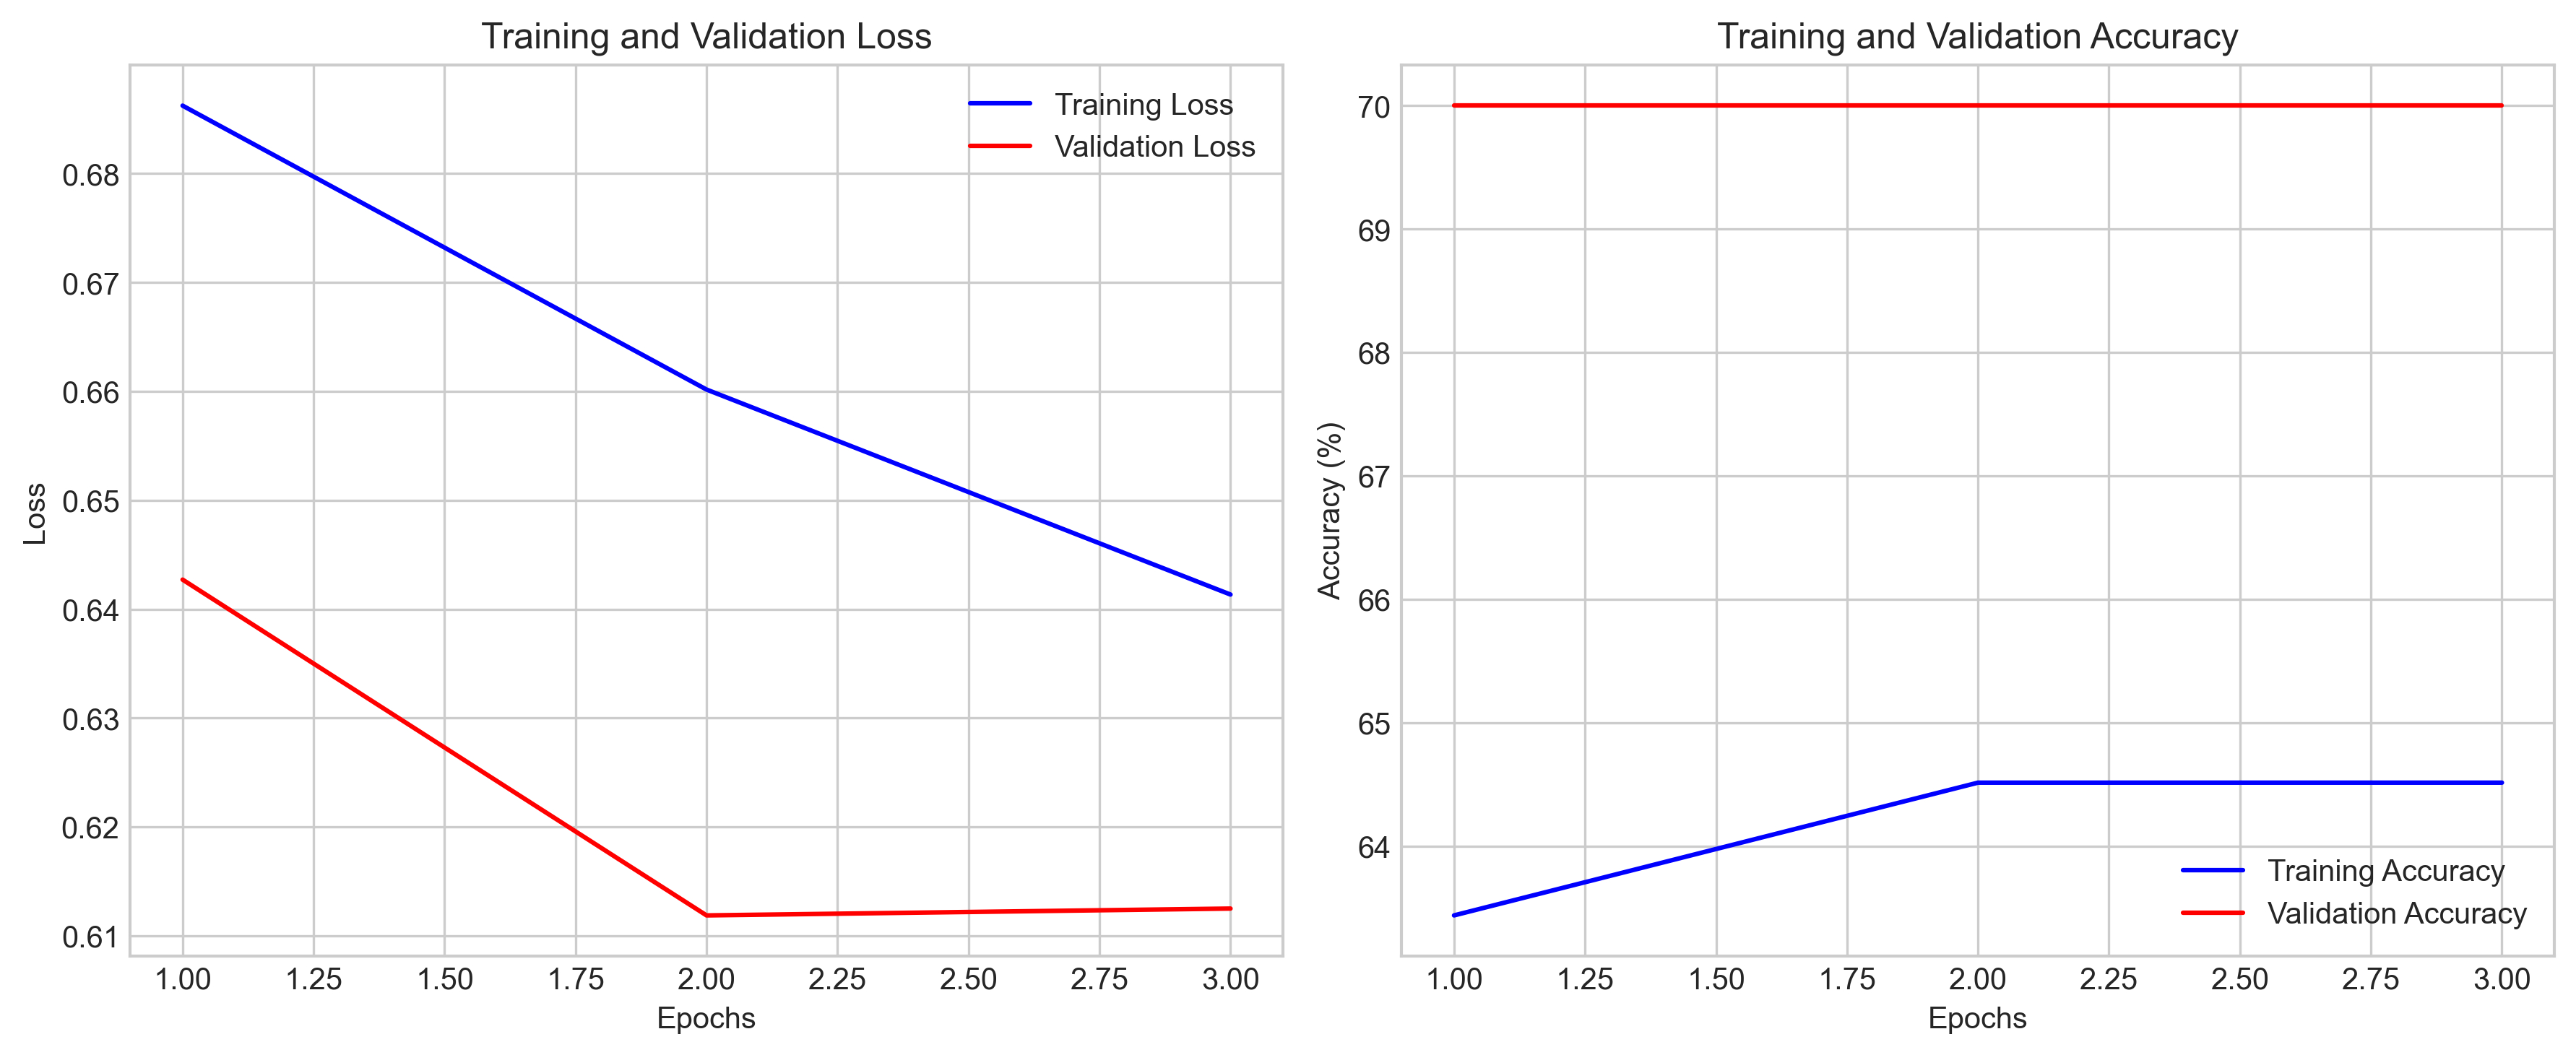 Training and Validation Loss
Training Loss
Validation Loss
0.68
0.67
0.66
0.65
0.64
0.63
0.62
0.61
Loss
1.00 1.25 1.50 1.75 2.00 2.25 2.50 2.75 3.00
Epochs
Training and Validation Accuracy
70
69
68
67
66
65
64
Accuracy (%)
Training Accuracy
Validation Accuracy
1.00 1.25 1.50 1.75 2.00 2.25 2.50 2.75 3.00
Epochs